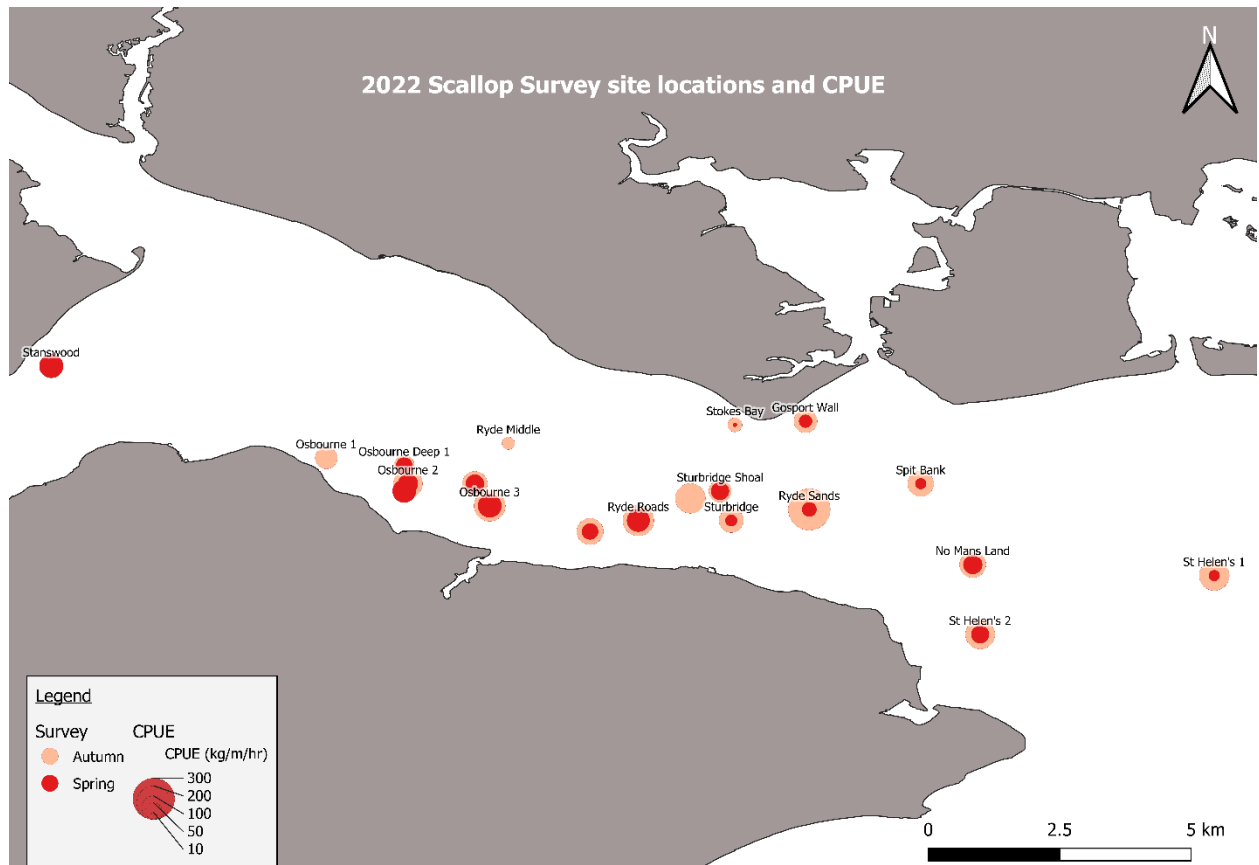 N
2022 Scallop Survey site locations and CPUE
Stanswood
Stokes Bay
Gosport Wall
Ryde Middle
Osbourne 1
Osbourne Deep 1
Osbourne 2
Osbourne 3
Sturbridge Shoal
Spit Bank
Ryde Roads
Sturbridge
Ryde Sands
No Mans Land
St Helen's 1
St Helen's 2
Legend
Survey
CPUE
CPUE (kg/m/hr)
Autumn
Spring
300
200
100
50
10
0 2.5 5 km